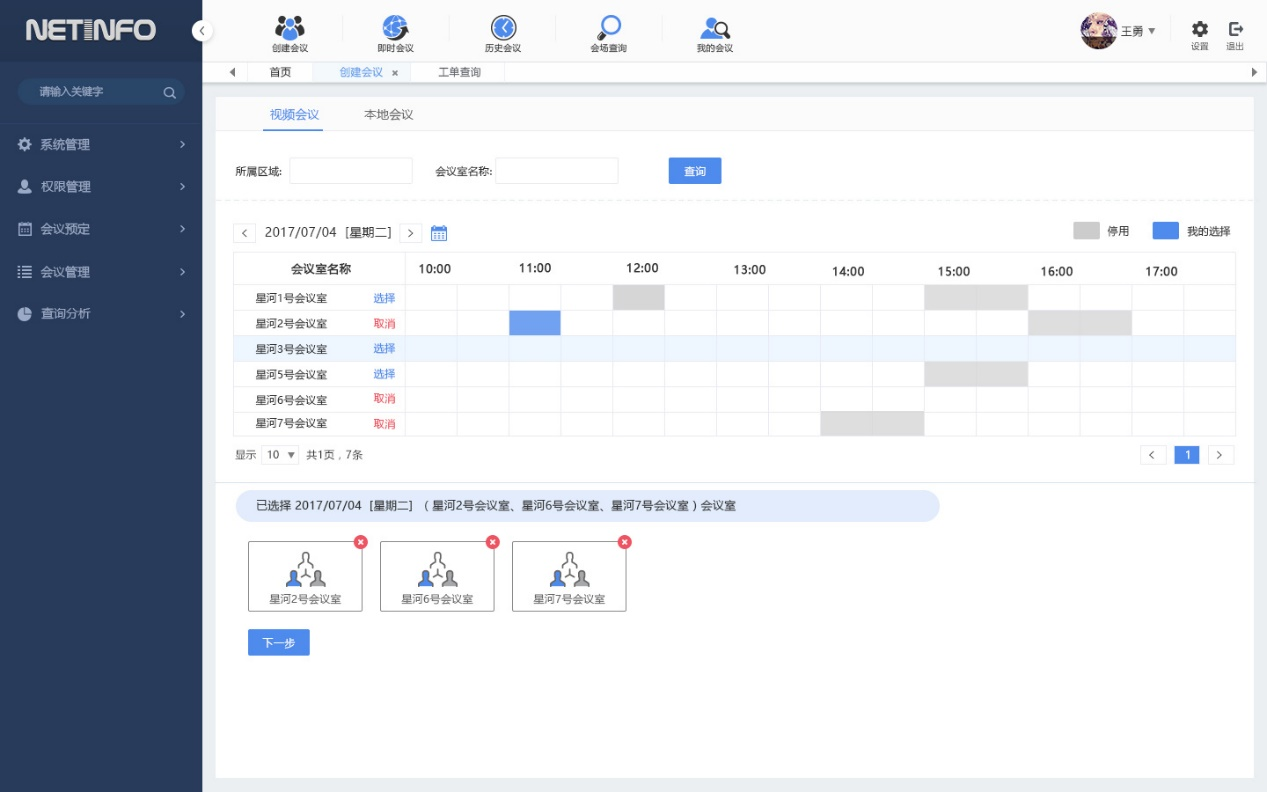 NETINFO
创建会议
即时会议
历史会议
会场查询
我的会议
王勇
设置
退出
首页
创建会议
工单查询
请输入关键字
系统管理
权限管理
会议预定
会议管理
查询分析
视频会议
本地会议
所属区域:
会议室名称:
查询
2017/07/04 [星期二]
停用
我的选择
会议室名称 10:00 11:00 12:00 13:00 14:00 15:00 16:00 17:00
星河1号会议室 选择
星河2号会议室 取消
星河3号会议室 选择
星河5号会议室 选择
星河6号会议室 取消
星河7号会议室 取消
显示 10 共1页，7条
1
已选择 2017/07/04 [星期二] （ 星河2号会议室、星河6号会议室、星河7号会议室 ）会议室
星河2号会议室
星河6号会议室
星河7号会议室
下一步